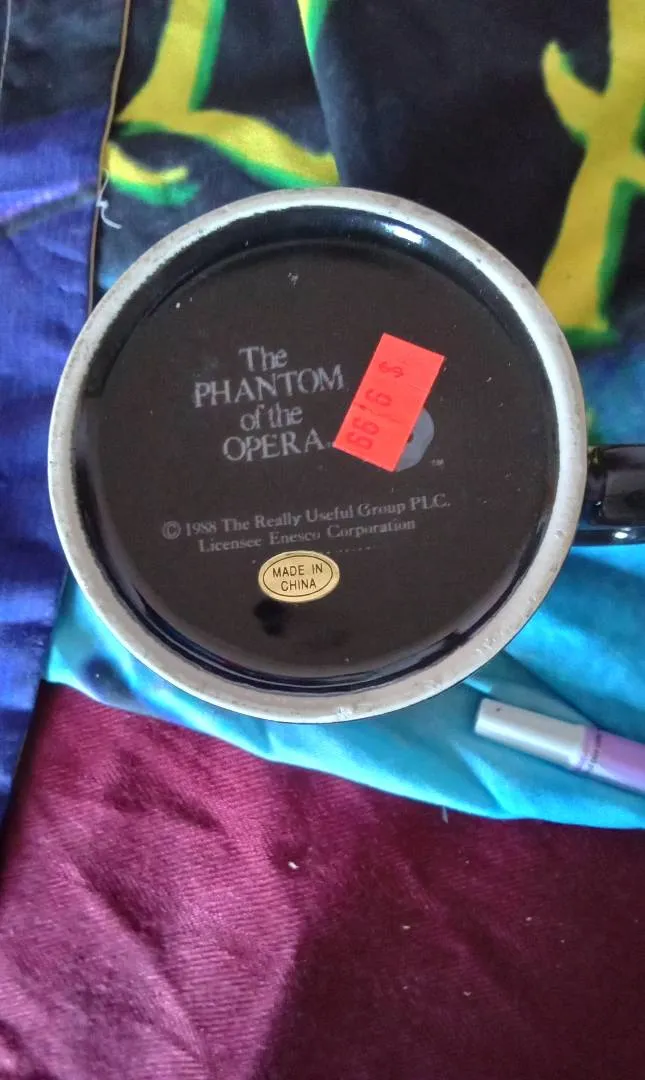 The
PHANTOM
of the
OPERA
$ 9.99
TM
© 1988 The Really Useful Group PLC.
Licensee Enesco Corporation
MADE IN
CHINA